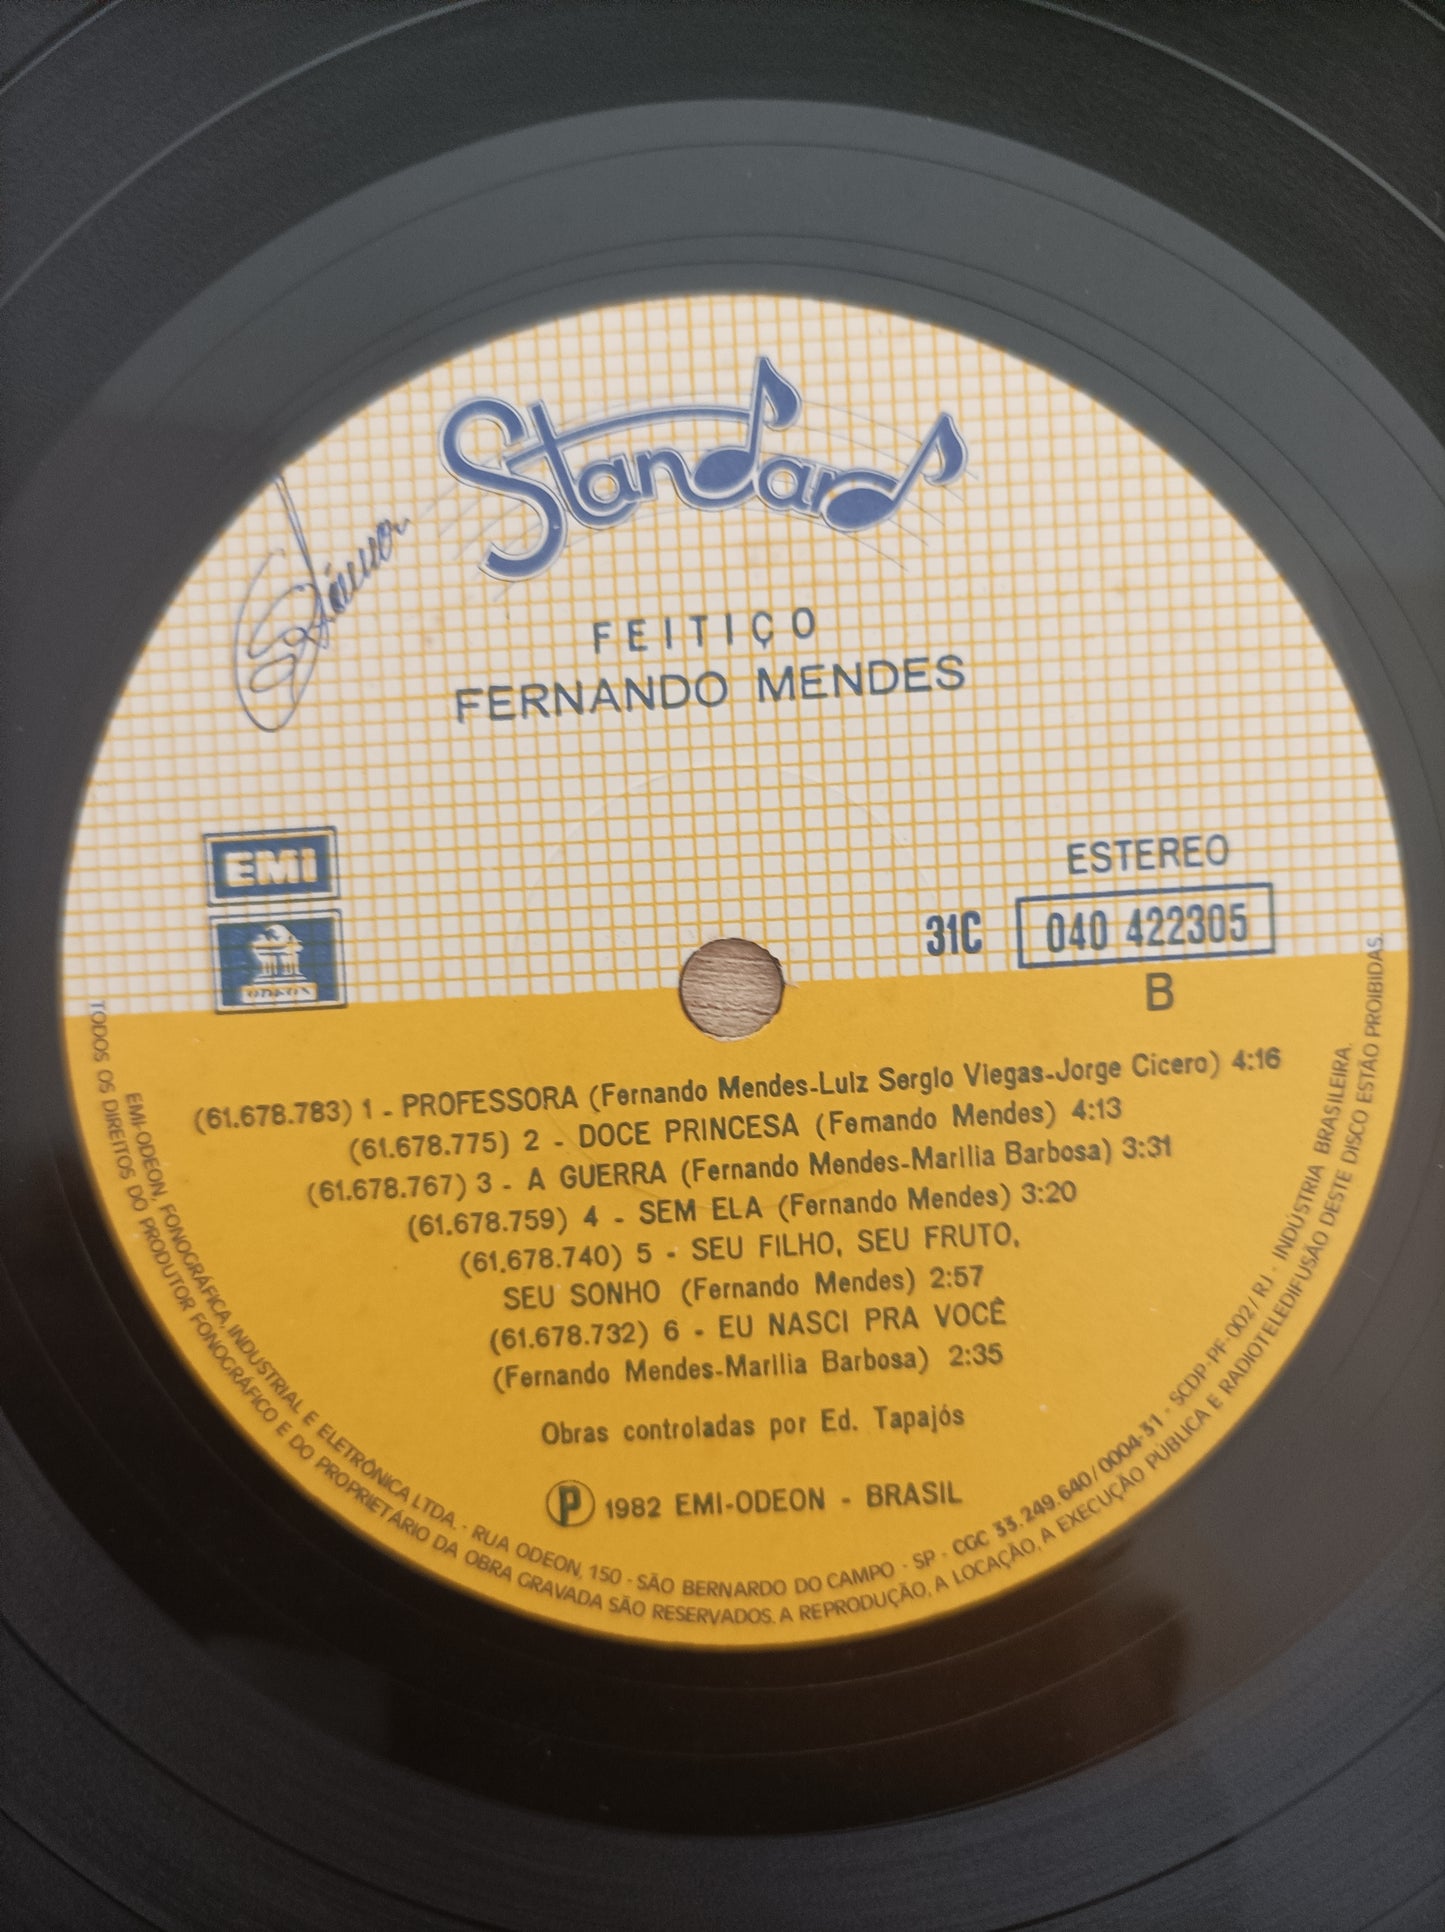 Standard
FEITIÇO
FERNANDO MENDES
EMI
ODEON
ESTEREO
31C 040 422305
B
(61.678.783) 1 - PROFESSORA (Fernando Mendes-Luiz Sergio Viegas-Jorge Cicero) 4:16
(61.678.775) 2 - DOCE PRINCESA (Fernando Mendes) 4:13
(61.678.767) 3 - A GUERRA (Fernando Mendes-Marilia Barbosa) 3:31
(61.678.759) 4 - SEM ELA (Fernando Mendes) 3:20
(61.678.740) 5 - SEU FILHO, SEU FRUTO,
SEU SONHO (Fernando Mendes) 2:57
(61.678.732) 6 - EU NASCI PRA VOCÊ
(Fernando Mendes-Marilia Barbosa) 2:35
Obras controladas por Ed. Tapajós
Ⓟ 1982 EMI-ODEON - BRASIL
EMI-ODEON, FONOGRÁFICA, INDUSTRIAL E ELETRÔNICA LTDA. - RUA ODEON, 150 - SÃO BERNARDO DO CAMPO - SP - CGC 33.249.640/0004-31 - SCDP-PF-002/RJ - INDÚSTRIA BRASILEIRA.
TODOS OS DIREITOS DO PRODUTOR FONOGRÁFICO E DO PROPRIETÁRIO DA OBRA GRAVADA SÃO RESERVADOS. A REPRODUÇÃO, A LOCAÇÃO, A EXECUÇÃO PÚBLICA E RADIOTELEDIFUSÃO DESTE DISCO ESTÃO PROIBIDAS.